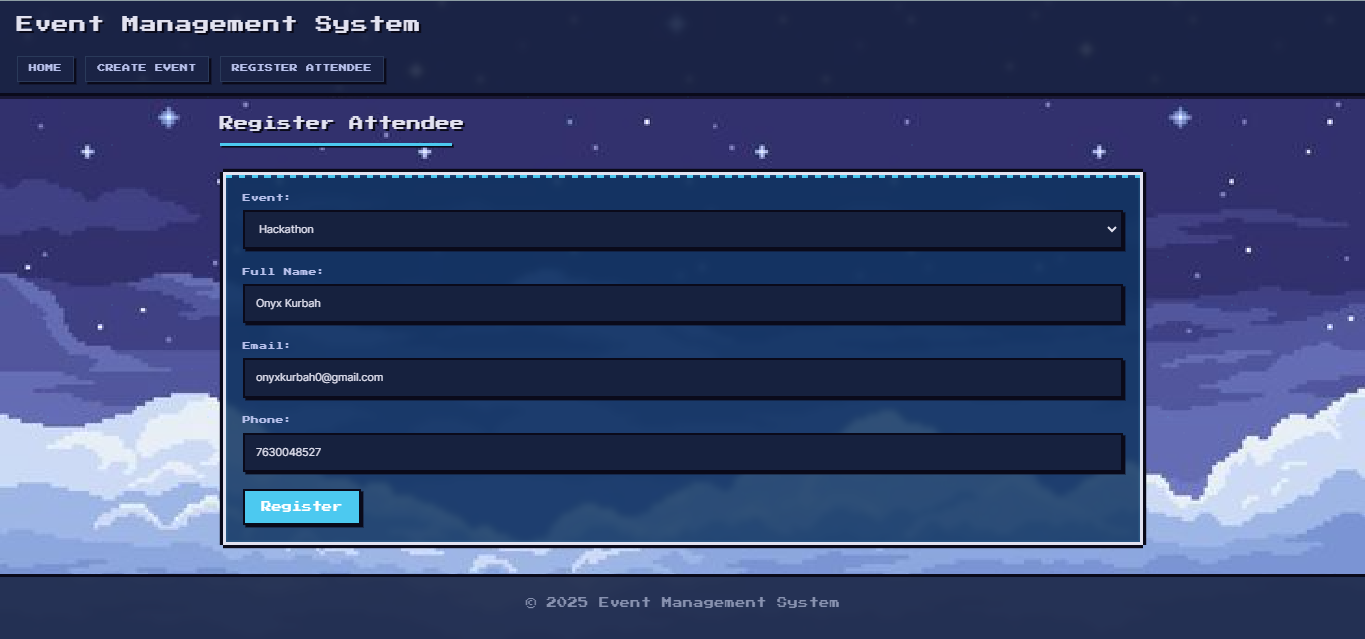 Event Management System
HOME CREATE EVENT REGISTER ATTENDEE
Register Attendee
Event:
Hackathon
Full Name:
Onyx Kurbah
Email:
onyxkurbah0@gmail.com
Phone:
7630048527
Register
© 2025 Event Management System